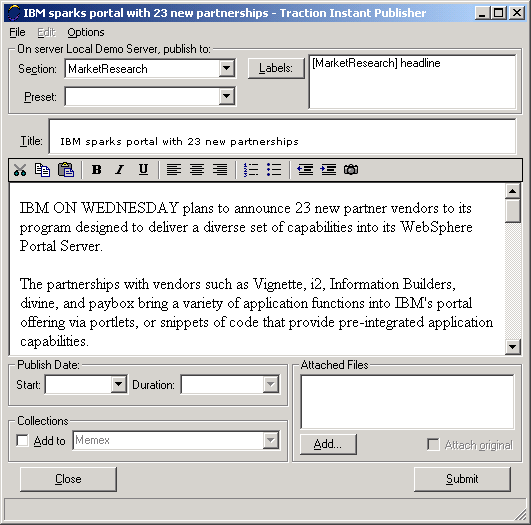 IBM sparks portal with 23 new partnerships - Traction Instant Publisher
File Edit Options
On server Local Demo Server, publish to:
Section: MarketResearch Labels: [MarketResearch] headline
Preset:
Title: IBM sparks portal with 23 new partnerships
B I U
IBM ON WEDNESDAY plans to announce 23 new partner vendors to its
program designed to deliver a diverse set of capabilities into its WebSphere
Portal Server.
The partnerships with vendors such as Vignette, i2, Information Builders,
divine, and paybox bring a variety of application functions into IBM's portal
offering via portlets, or snippets of code that provide pre-integrated application
capabilities.
Publish Date: Attached Files
Start: Duration:
Collections
Add to Memex Add... Attach original
Close Submit